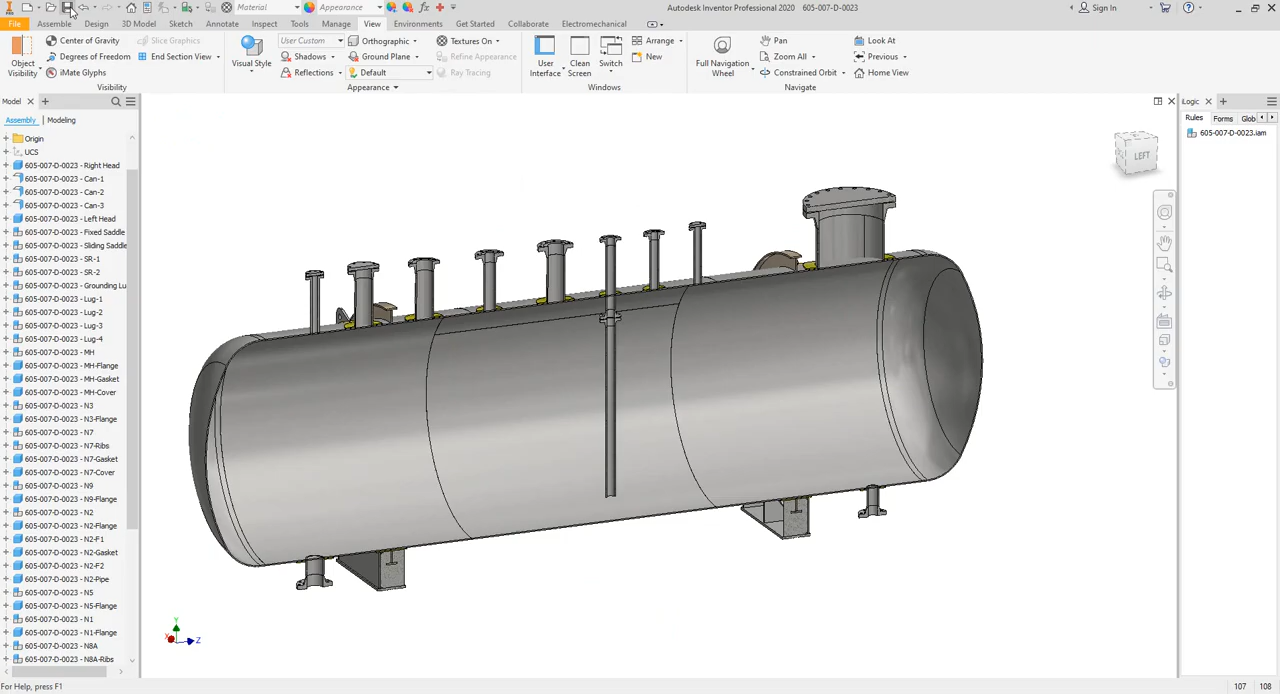 Material
Appearance
Autodesk Inventor Professional 2020 605-007-D-0023
Sign In
File
Assemble
Design
3D Model
Sketch
Annotate
Inspect
Tools
Manage
View
Environments
Get Started
Collaborate
Electromechanical
Object
Visibility
Center of Gravity
Degrees of Freedom
iMate Glyphs
Slice Graphics
End Section View
Visibility
Visual Style
User Custom
Shadows
Reflections
Orthographic
Ground Plane
Default
Textures On
Refine Appearance
Ray Tracing
Appearance
User
Interface
Clean
Screen
Switch
Arrange
New
Windows
Full Navigation
Wheel
Pan
Zoom All
Constrained Orbit
Look At
Previous
Home View
Navigate
Model
Assembly
Modeling
Origin
UCS
605-007-D-0023 - Right Head
605-007-D-0023 - Can-1
605-007-D-0023 - Can-2
605-007-D-0023 - Can-3
605-007-D-0023 - Left Head
605-007-D-0023 - Fixed Saddle
605-007-D-0023 - Sliding Saddle
605-007-D-0023 - SR-1
605-007-D-0023 - SR-2
605-007-D-0023 - Grounding Lu
605-007-D-0023 - Lug-1
605-007-D-0023 - Lug-2
605-007-D-0023 - Lug-3
605-007-D-0023 - Lug-4
605-007-D-0023 - MH
605-007-D-0023 - MH-Flange
605-007-D-0023 - MH-Gasket
605-007-D-0023 - MH-Cover
605-007-D-0023 - N3
605-007-D-0023 - N3-Flange
605-007-D-0023 - N7
605-007-D-0023 - N7-Ribs
605-007-D-0023 - N7-Gasket
605-007-D-0023 - N7-Cover
605-007-D-0023 - N9
605-007-D-0023 - N9-Flange
605-007-D-0023 - N2
605-007-D-0023 - N2-Flange
605-007-D-0023 - N2-F1
605-007-D-0023 - N2-Gasket
605-007-D-0023 - N2-F2
605-007-D-0023 - N2-Pipe
605-007-D-0023 - N5
605-007-D-0023 - N5-Flange
605-007-D-0023 - N1
605-007-D-0023 - N1-Flange
605-007-D-0023 - N8A
605-007-D-0023 - N8A-Ribs
LEFT
Y
X
Z
iLogic
Rules
Forms
Glob
605-007-D-0023.iam
For Help, press F1
107
108